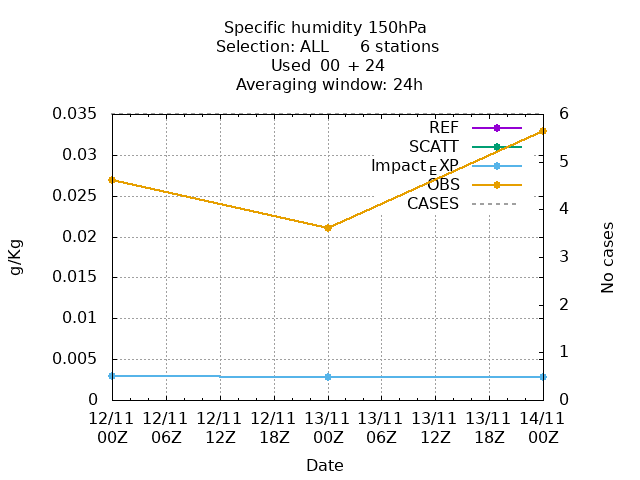 Specific humidity 150hPa
Selection: ALL 6 stations
Used 00 + 24
Averaging window: 24h
0.035
0.03
0.025
0.02
0.015
0.01
0.005
0
g/Kg
6
5
4
3
2
1
0
No cases
REF
SCATT
Impact_EXP
OBS
CASES
12/11 12/11 12/11 12/11 13/11 13/11 13/11 13/11 14/11
00Z 06Z 12Z 18Z 00Z 06Z 12Z 18Z 00Z
Date